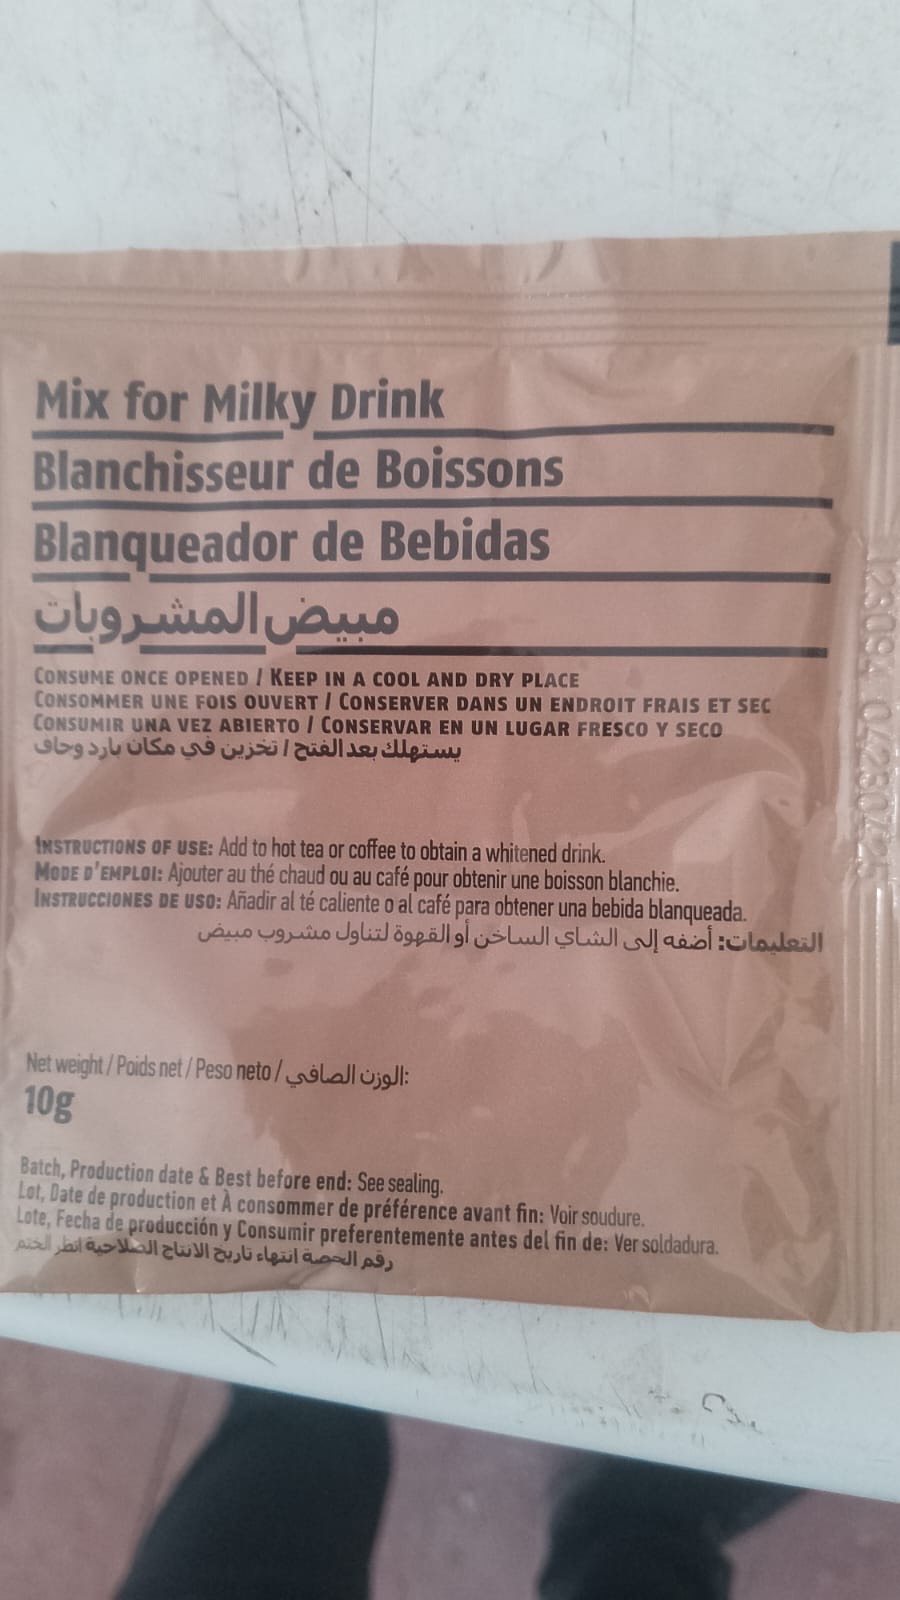 Mix for Milky Drink
Blanchisseur de Boissons
Blanqueador de Bebidas
مبيض المشروبات
CONSUME ONCE OPENED / KEEP IN A COOL AND DRY PLACE
CONSOMMER UNE FOIS OUVERT / CONSERVER DANS UN ENDROIT FRAIS ET SEC
CONSUMIR UNA VEZ ABIERTO / CONSERVAR EN UN LUGAR FRESCO Y SECO
يستهلك بعد الفتح / تخزين في مكان بارد وجاف
INSTRUCTIONS OF USE: Add to hot tea or coffee to obtain a whitened drink.
MODE D'EMPLOI: Ajouter au thé chaud ou au café pour obtenir une boisson blanchie.
INSTRUCCIONES DE USO: Añadir al té caliente o al café para obtener una bebida blanqueada.
التعليمات: أضفه إلى الشاي الساخن أو القهوة لتناول مشروب مبيض
Net weight / Poids net / Peso neto / الوزن الصافي:
10g
Batch, Production date & Best before end: See sealing.
Lot, Date de production et À consommer de préférence avant fin: Voir soudure.
Lote, Fecha de producción y Consumir preferentemente antes del fin de: Ver soldadura.
رقم الحصة انتهاء تاريخ الانتاج الصلاحية انظر الختم